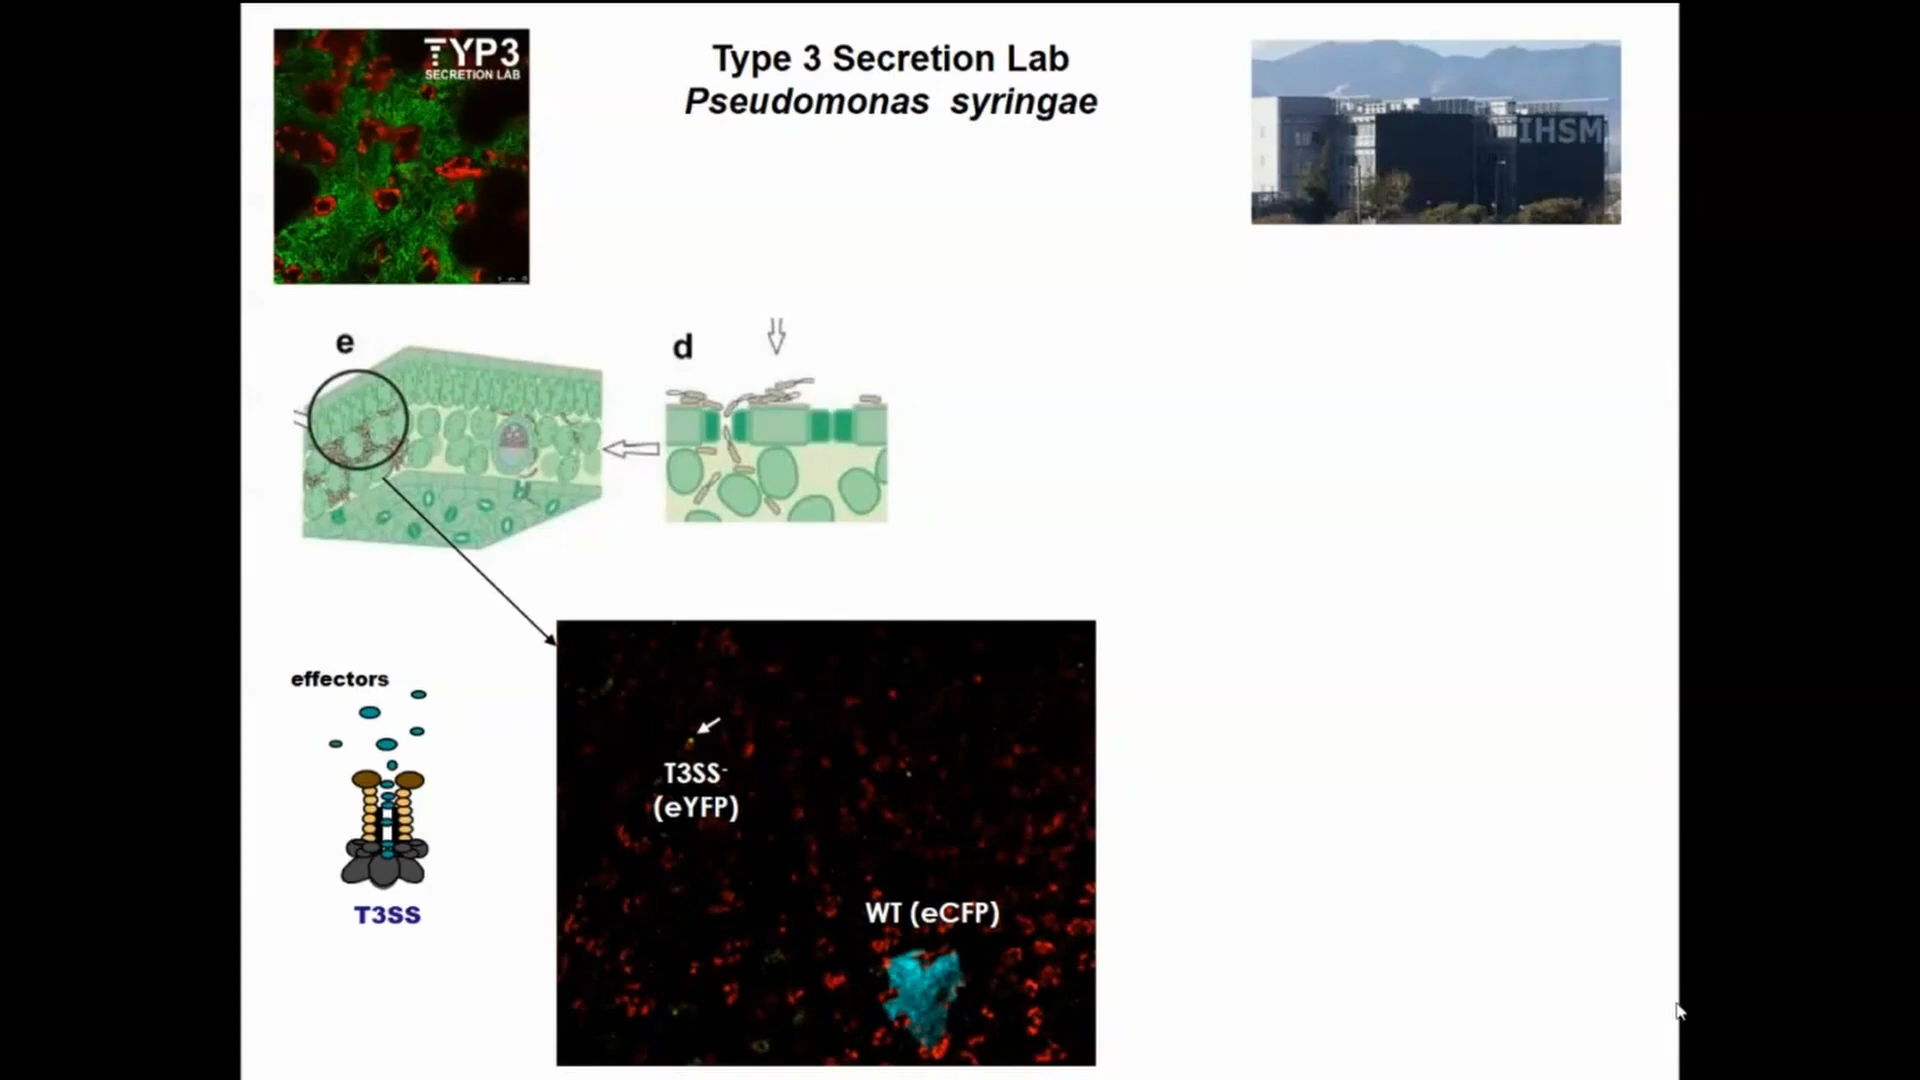 TYP3
SECRETION LAB
Type 3 Secretion Lab
Pseudomonas syringae
IHSM
e
d
effectors
T3SS-
(eYFP)
WT (eCFP)
T3SS